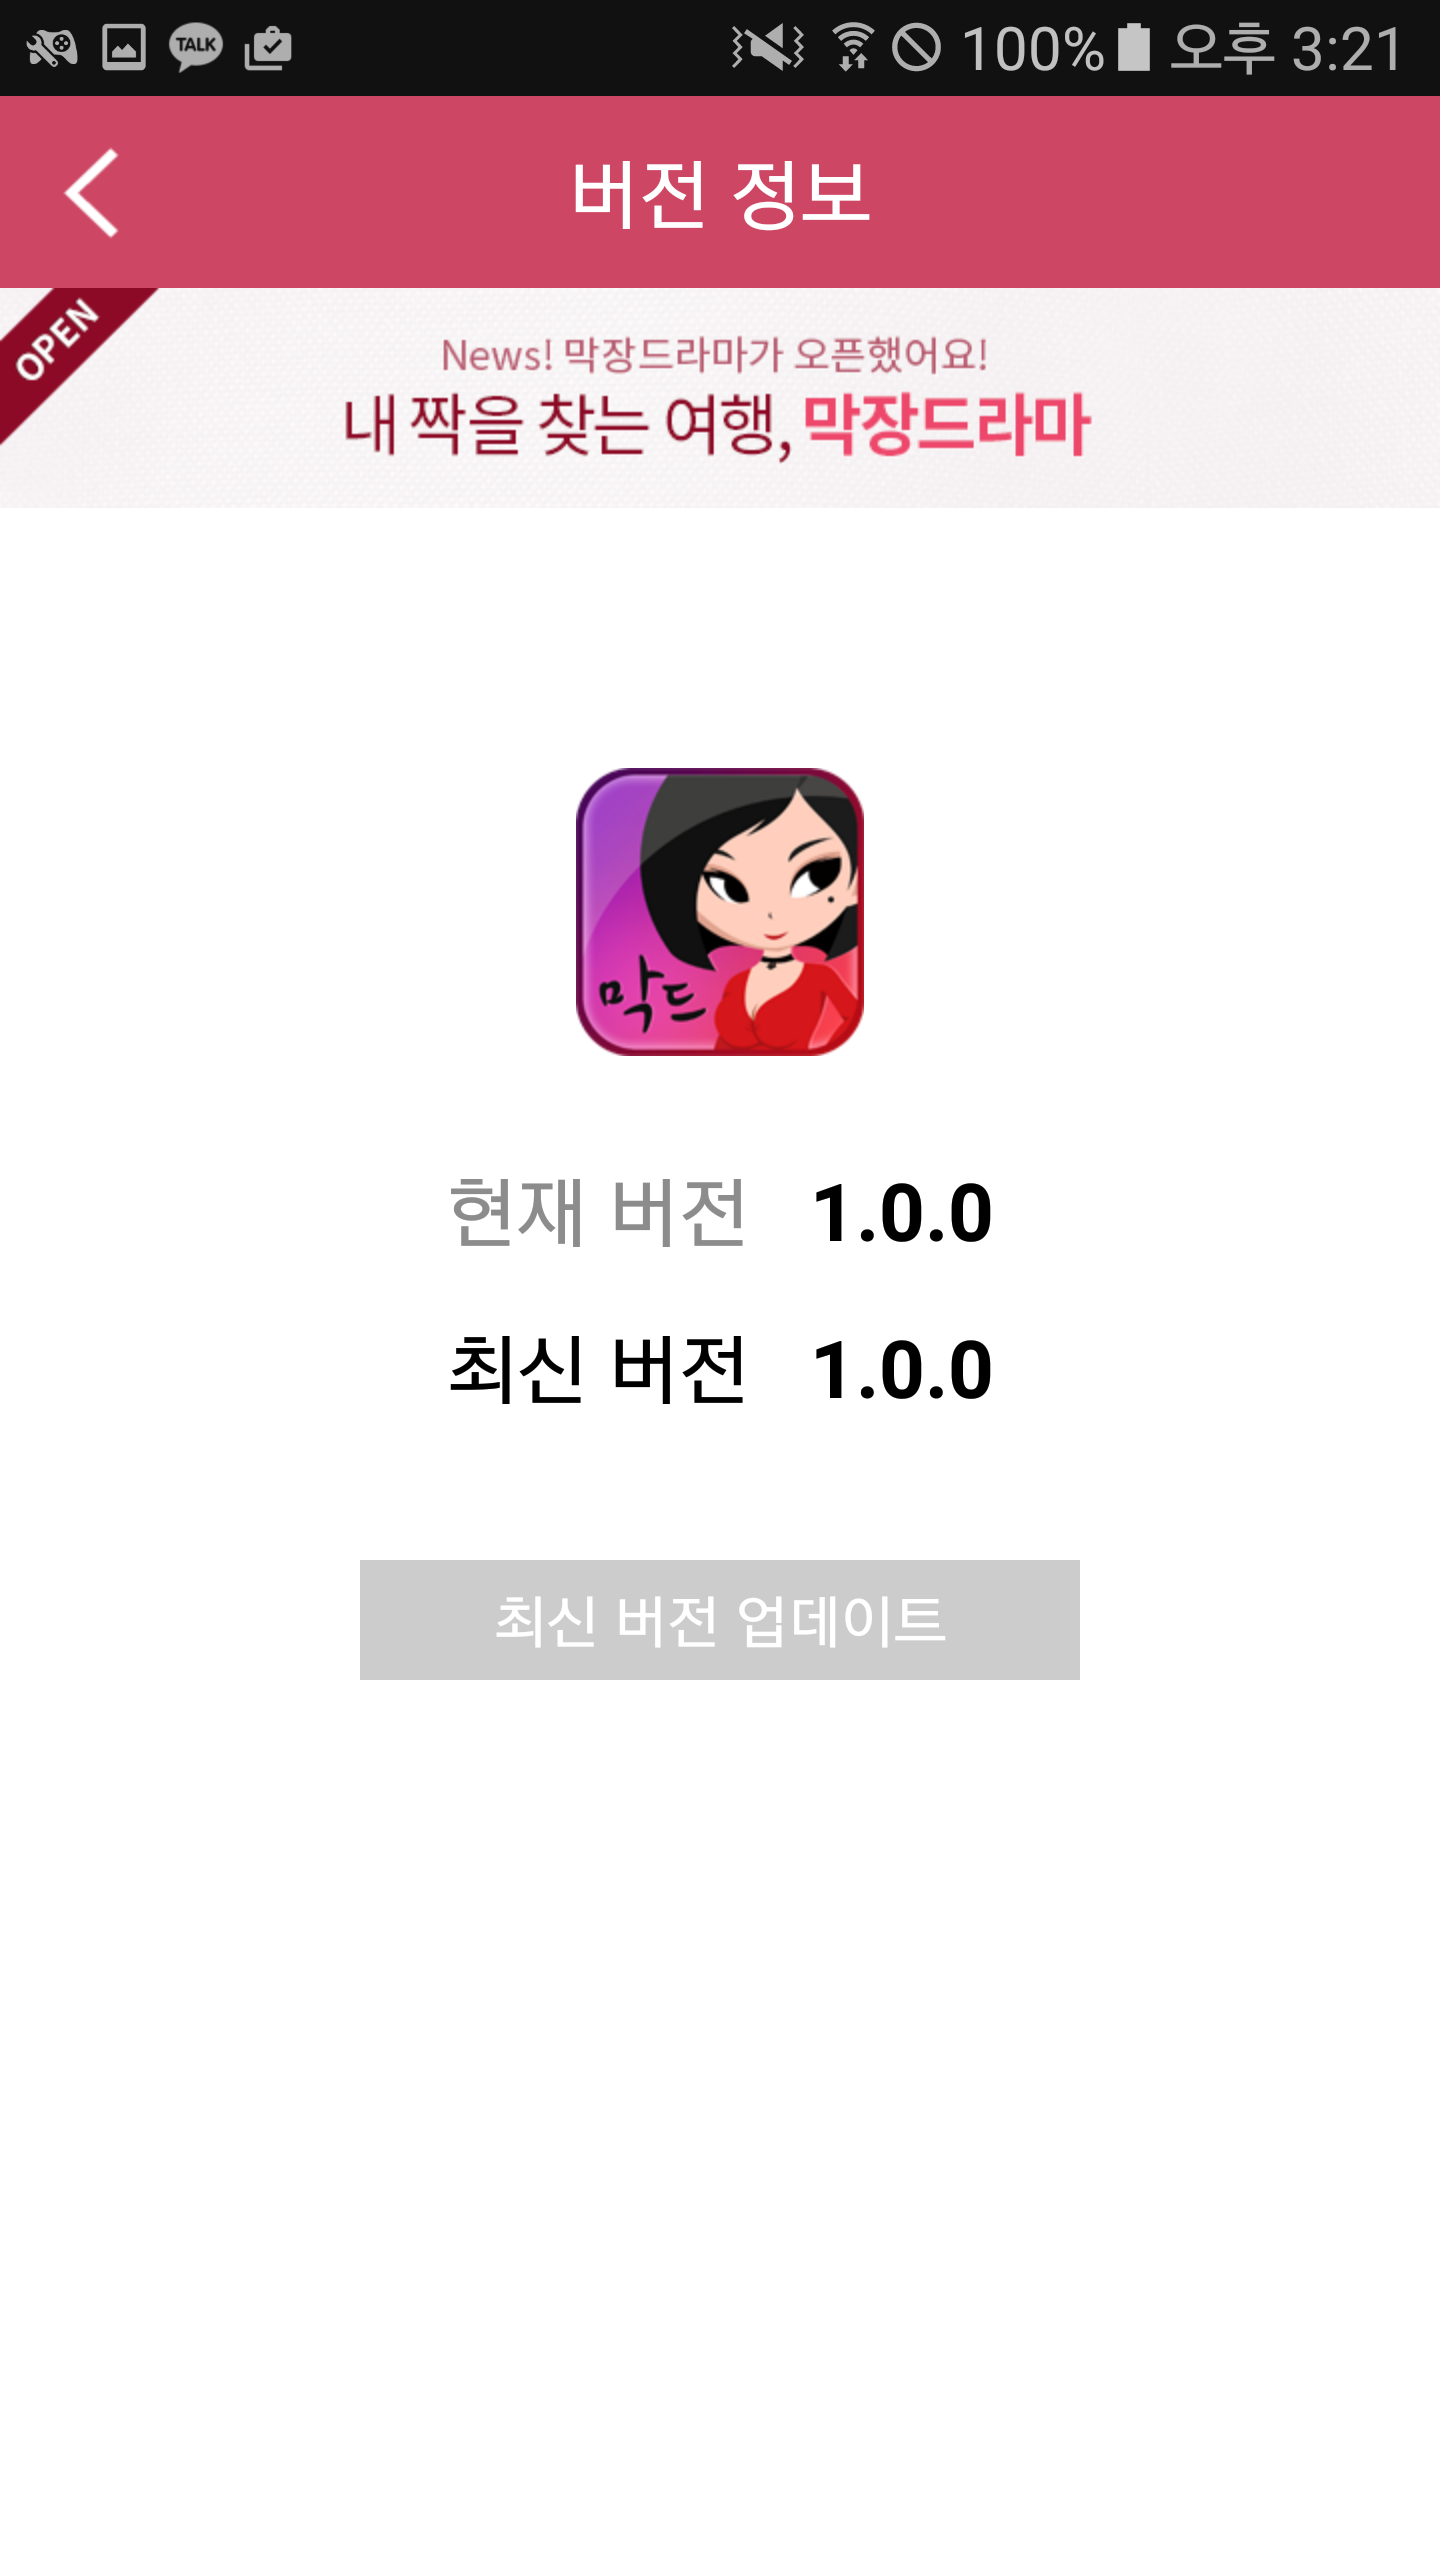 TALK
100% 오후 3:21
버전 정보
OPEN
News! 막장드라마가 오픈했어요!
내 짝을 찾는 여행, 막장드라마
막드
현재 버전 1.0.0
최신 버전 1.0.0
최신 버전 업데이트